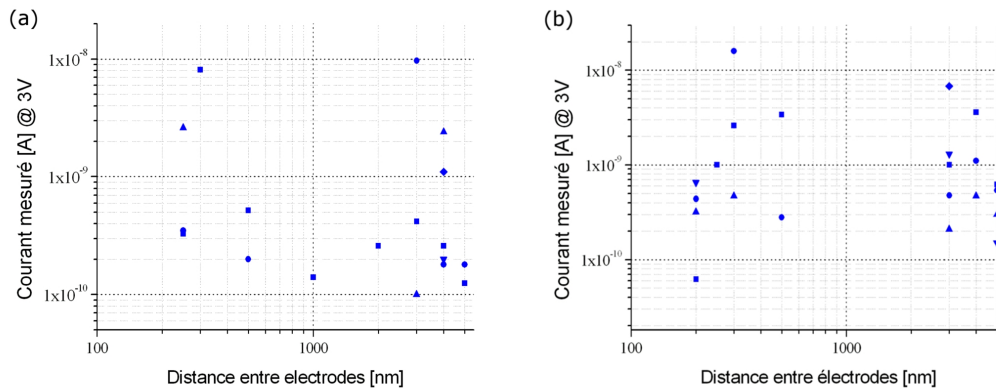 (a)
Courant mesuré [A] @ 3V
1x10⁻⁸
1x10⁻⁹
1x10⁻¹⁰
100
1000
Distance entre electrodes [nm]
(b)
Courant mesuré [A] @ 3V
1x10⁻⁸
1x10⁻⁹
1x10⁻¹⁰
100
1000
Distance entre électrodes [nm]